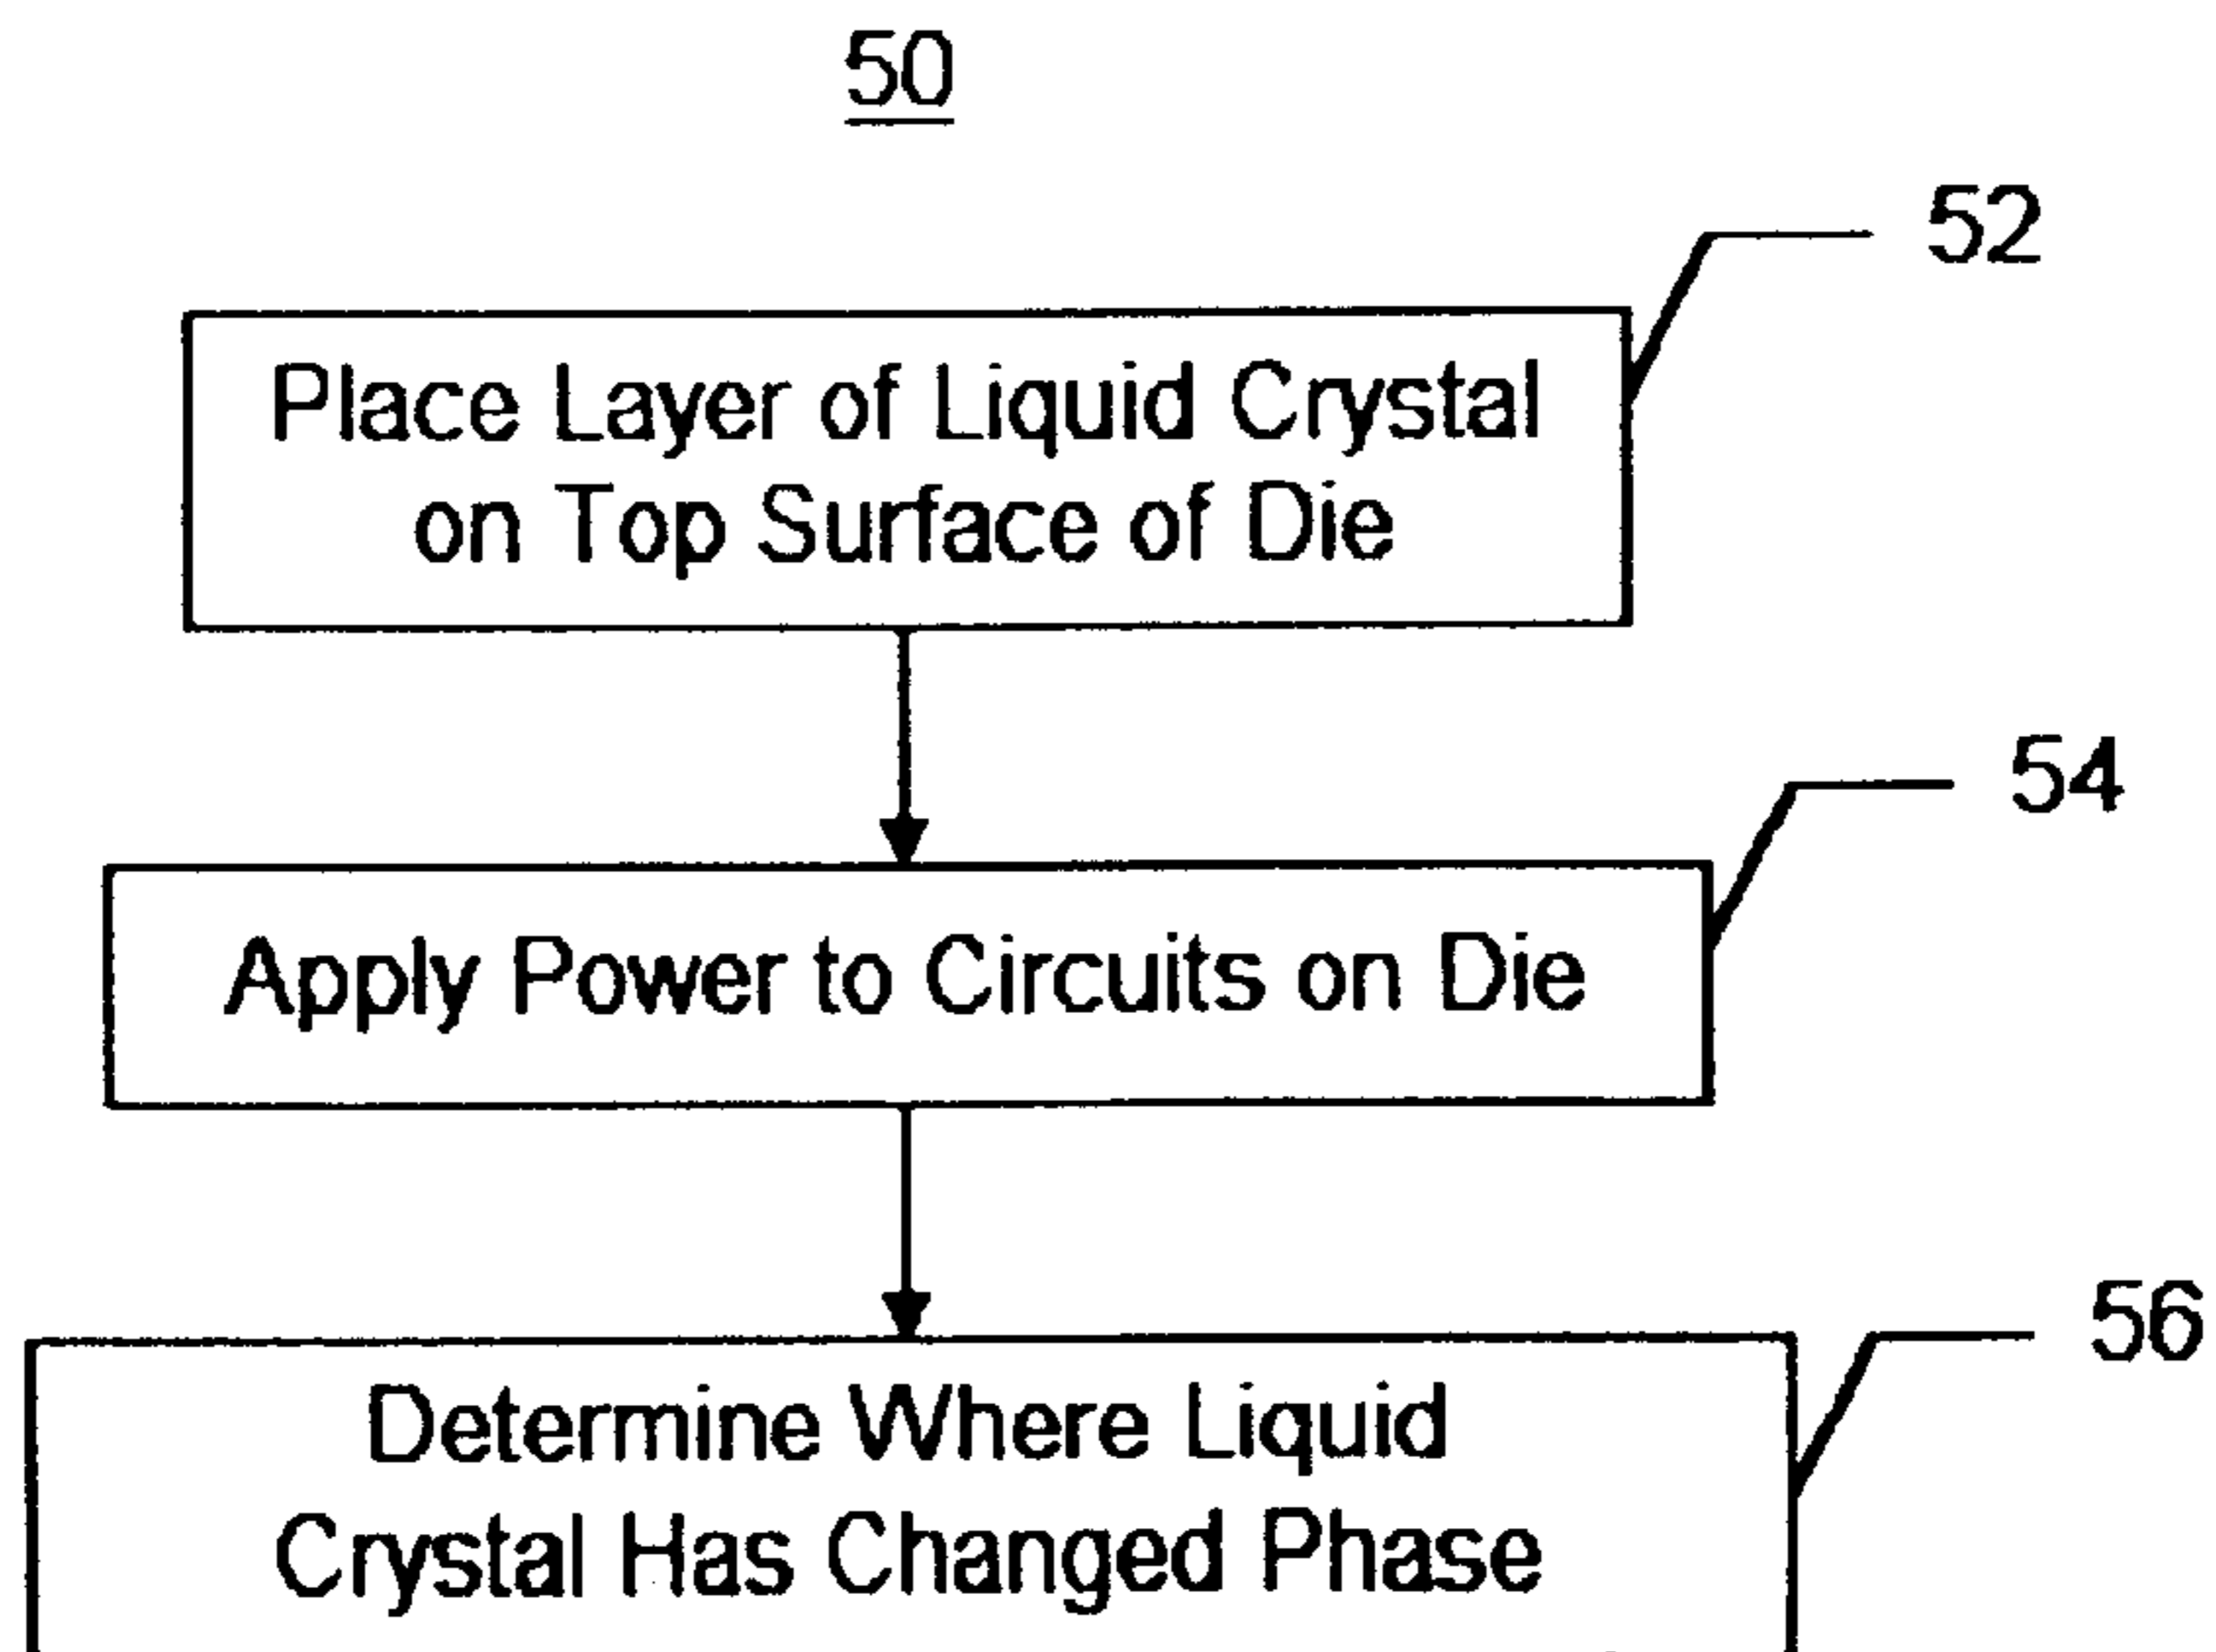 50
52
Place Layer of Liquid Crystal
on Top Surface of Die
54
Apply Power to Circuits on Die
56
Determine Where Liquid
Crystal Has Changed Phase